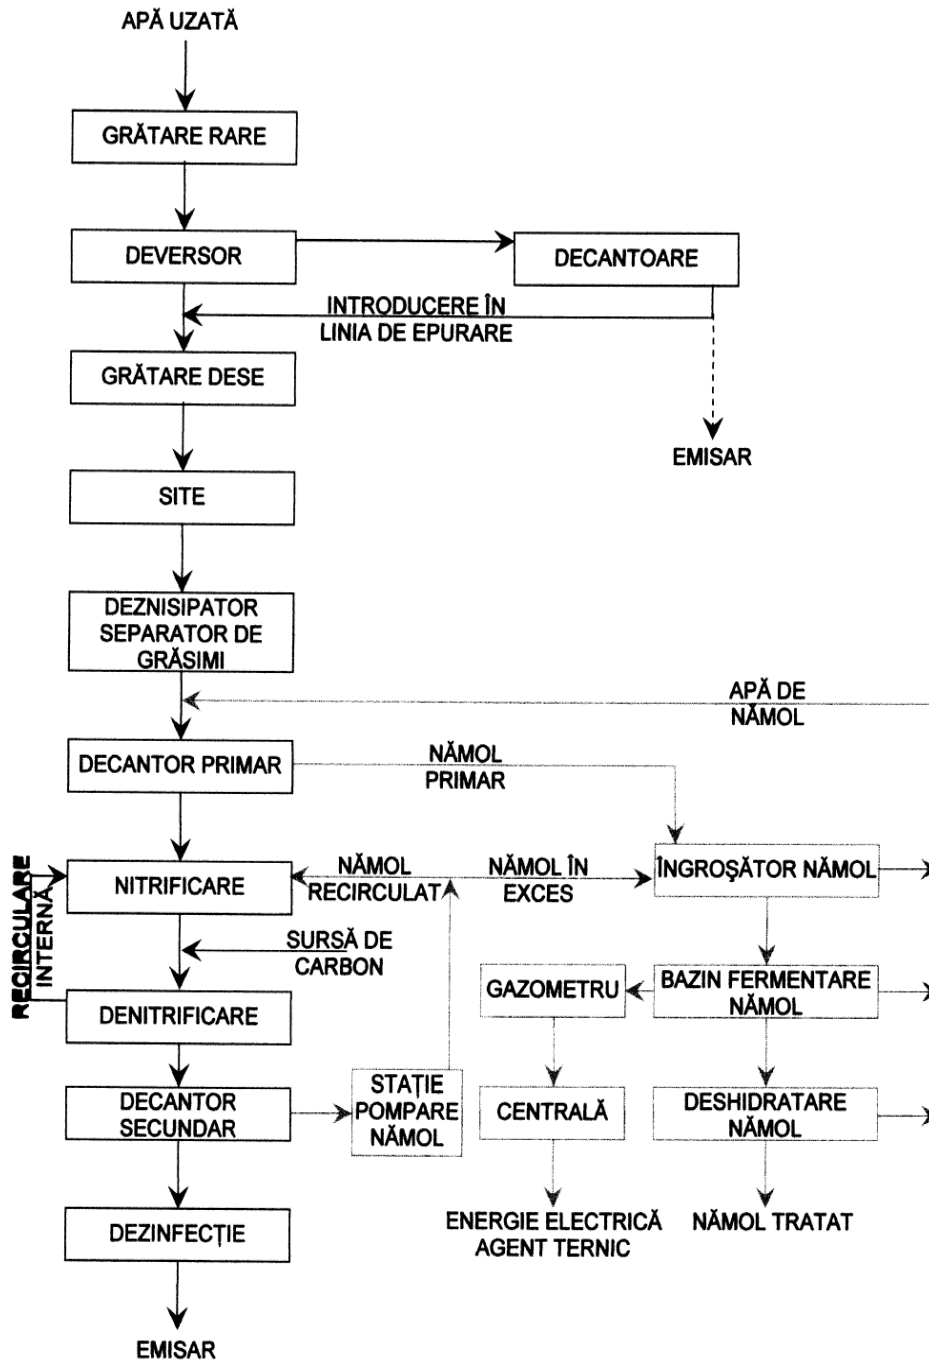 APĂ UZATĂ
GRĂTARE RARE
DEVERSOR
DECANTOARE
INTRODUCERE ÎN
LINIA DE EPURARE
GRĂTARE DESE
EMISAR
SITE
DEZNISIPATOR
SEPARATOR DE
GRĂSIMI
APĂ DE
NĂMOL
DECANTOR PRIMAR
NĂMOL
PRIMAR
RECIRCULARE
INTERNĂ
NITRIFICARE
NĂMOL
RECIRCULAT
NĂMOL ÎN
EXCES
ÎNGROŞĂTOR NĂMOL
SURSĂ DE
CARBON
DENITRIFICARE
GAZOMETRU
BAZIN FERMENTARE
NĂMOL
DECANTOR
SECUNDAR
STAŢIE
POMPARE
NĂMOL
CENTRALĂ
DESHIDRATARE
NĂMOL
DEZINFECŢIE
ENERGIE ELECTRICĂ
AGENT TERNIC
NĂMOL TRATAT
EMISAR